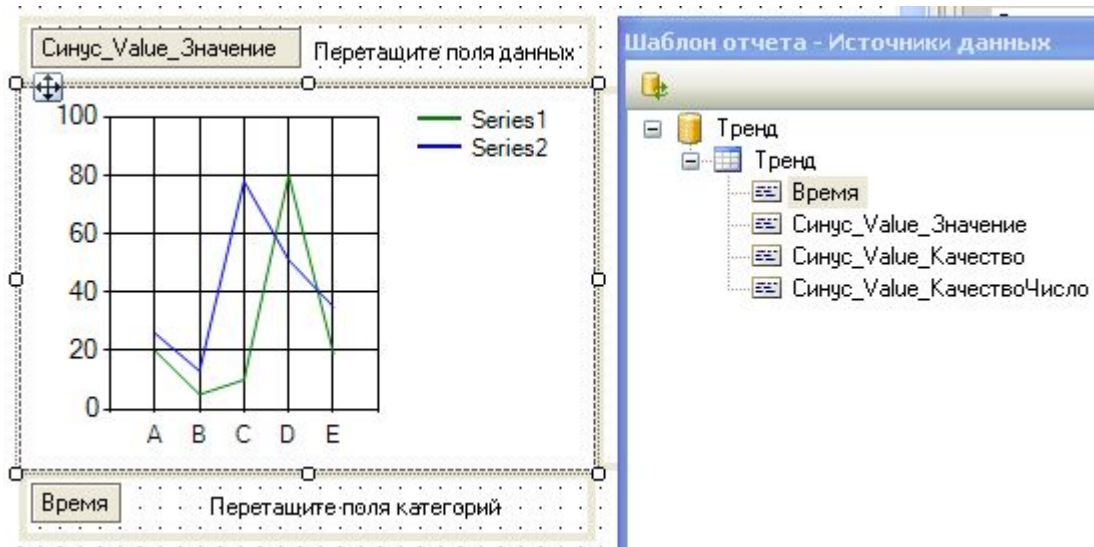 Синус_Value_Значение
Перетащите поля данных
100
80
60
40
20
0
A B C D E
Series1
Series2
Время
Перетащите поля категорий
Шаблон отчета - Источники данных
Тренд
Тренд
Время
Синус_Value_Значение
Синус_Value_Качество
Синус_Value_КачествоЧисло